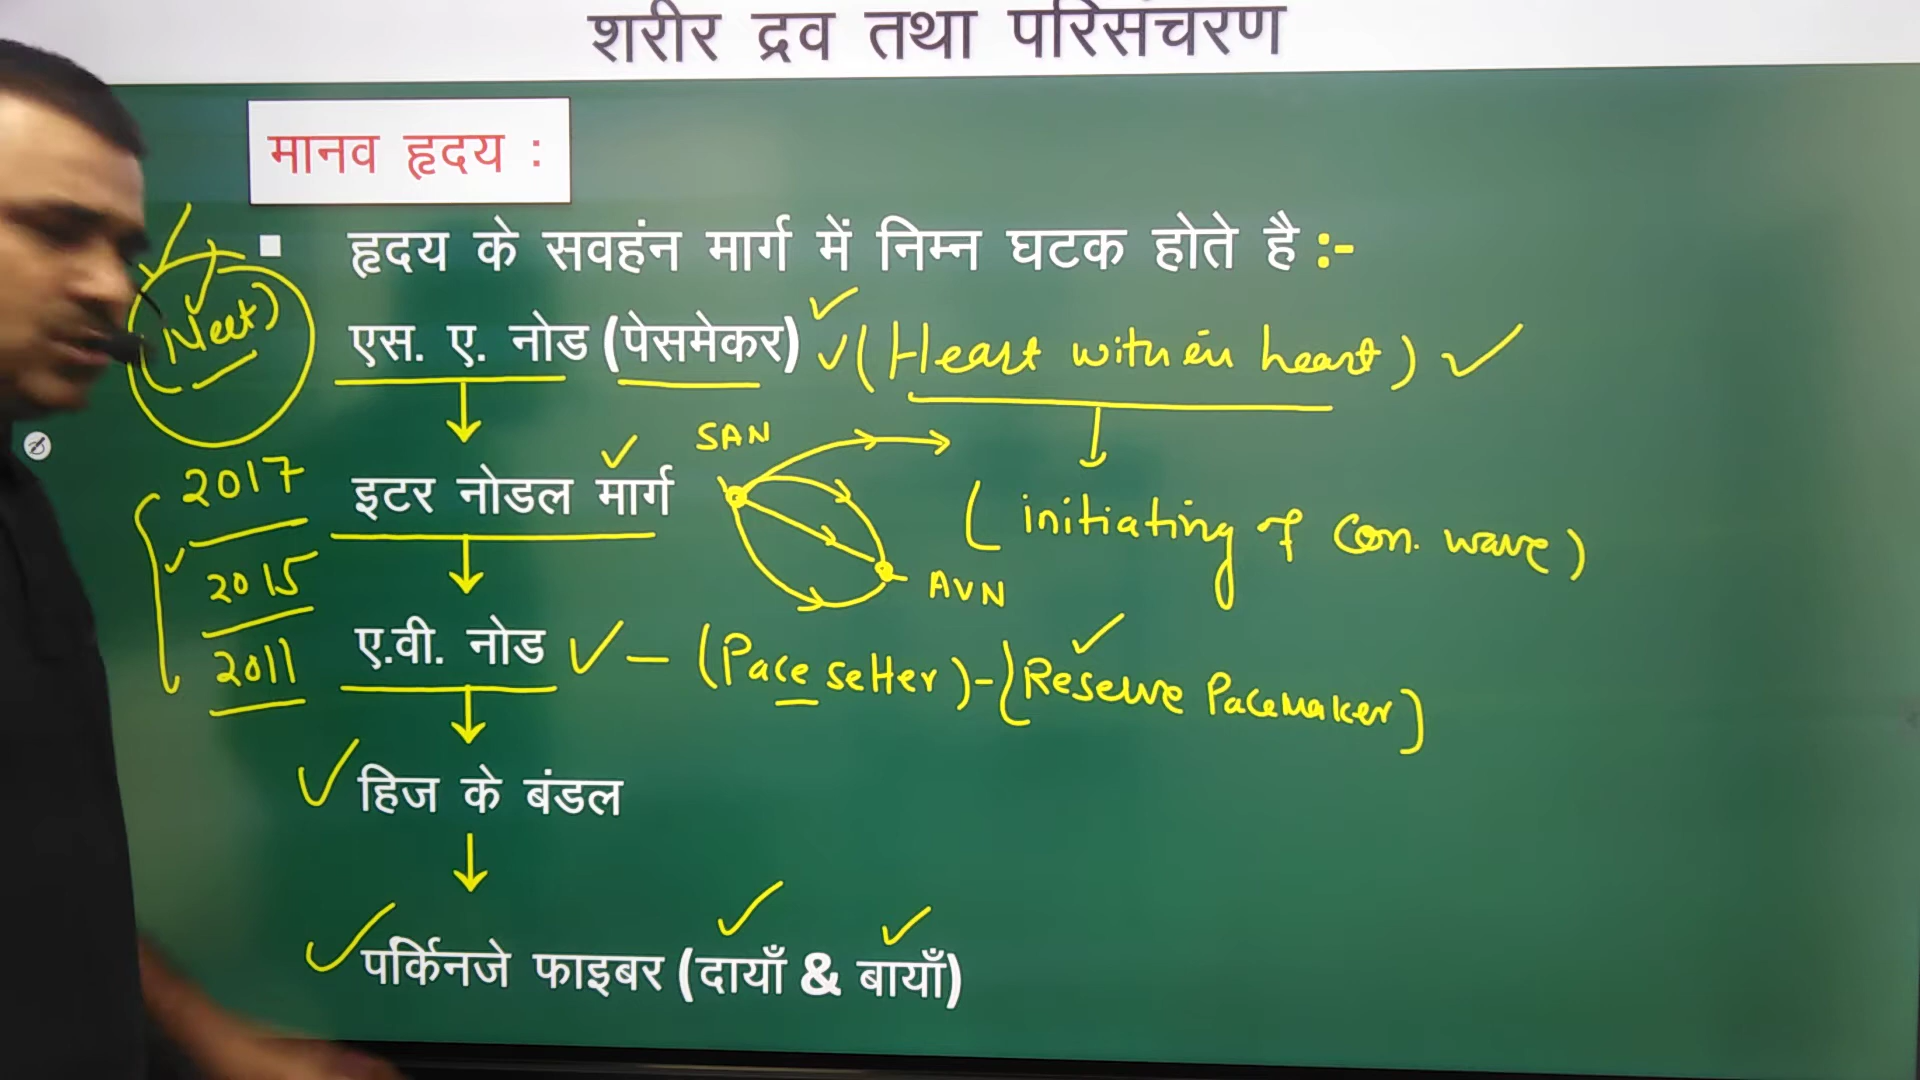 शरीर द्रव तथा परिसंचरण
मानव हृदय :
▪ हृदय के सवहंन मार्ग में निम्न घटक होते है :-
(Neet)
एस. ए. नोड (पेसमेकर) (Heart within heart)
SAN
2017
इटर नोडल मार्ग
(initiating of Con. wave)
2015
AVN
2011
ए.वी. नोड - (Pace setter) - (Reserve Pacemaker)
हिज के बंडल
पर्किनजे फाइबर (दायाँ & बायाँ)